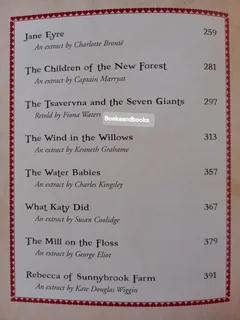 Jane Eyre 259
An extract by Charlotte Brontë
The Children of the New Forest 281
An extract by Captain Marryat
The Tsarevna and the Seven Giants 297
Retold by Fiona Waters
Booksandbooks
The Wind in the Willows 313
An extract by Kenneth Grahame
The Water Babies 357
An extract by Charles Kingsley
What Katy Did 367
An extract by Susan Coolidge
The Mill on the Floss 379
An extract by George Eliot
Rebecca of Sunnybrook Farm 391
An extract by Kate Douglas Wiggin